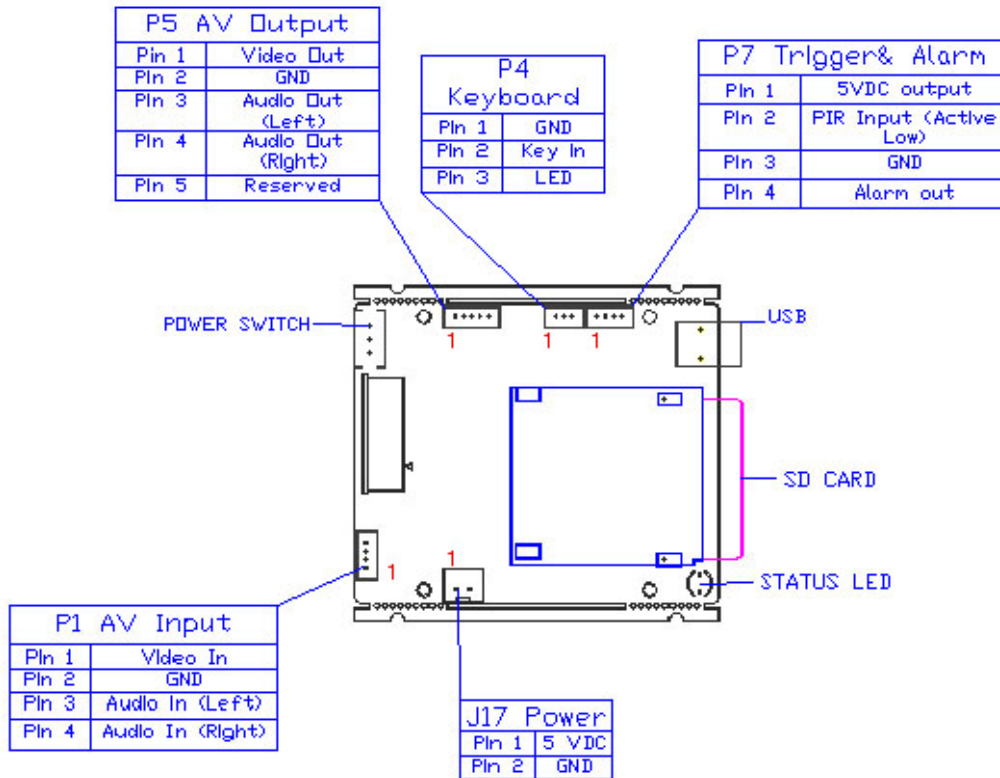 P5 AV Output
Pin 1 Video Out
Pin 2 GND
Pin 3 Audio Out (Left)
Pin 4 Audio Out (Right)
Pin 5 Reserved
P4 Keyboard
Pin 1 GND
Pin 2 Key In
Pin 3 LED
P7 Trigger& Alarm
Pin 1 5VDC output
Pin 2 PIR Input (Active Low)
Pin 3 GND
Pin 4 Alarm out
POWER SWITCH
1
1
1
USB
SD CARD
1
1
STATUS LED
P1 AV Input
Pin 1 Video In
Pin 2 GND
Pin 3 Audio In (Left)
Pin 4 Audio In (Right)
J17 Power
Pin 1 5 VDC
Pin 2 GND